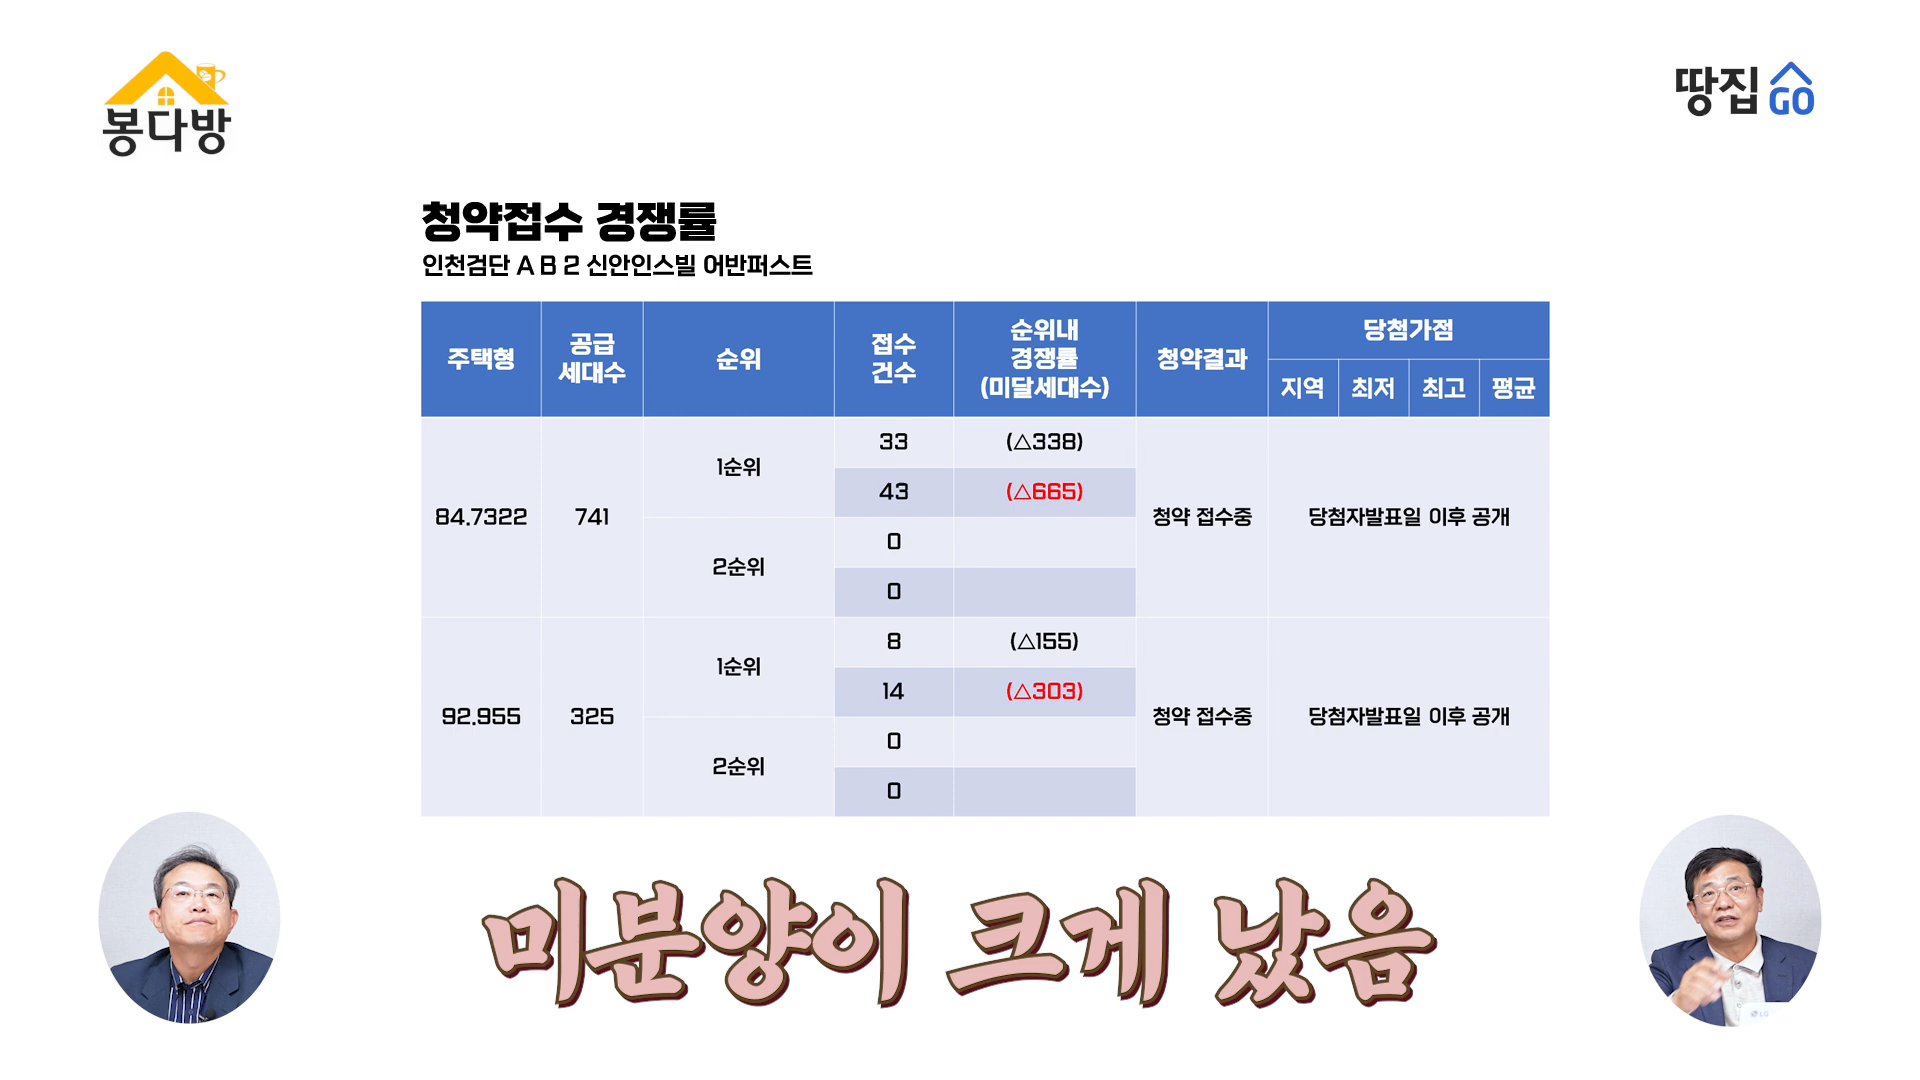 봉다방
땅집GO
청약접수 경쟁률
인천검단 A B 2 신안인스빌 어반퍼스트
주택형 공급 세대수 순위 접수 건수 순위내 경쟁률 (미달세대수) 청약결과 당첨가점
지역 최저 최고 평균
84.7322 741 1순위 33 (△338) 청약 접수중 당첨자발표일 이후 공개
43 (△665)
2순위 0
0
92.955 325 1순위 8 (△155) 청약 접수중 당첨자발표일 이후 공개
14 (△303)
2순위 0
0
미분양이 크게 났음